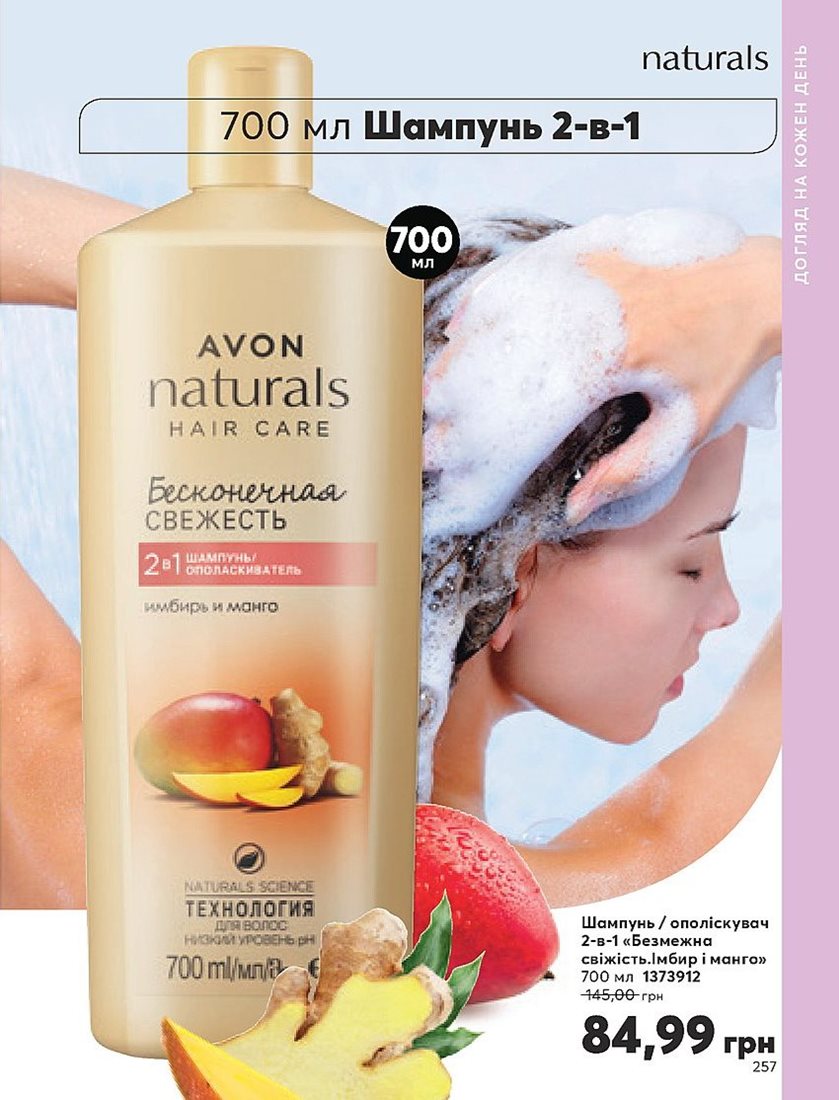 naturals
700 мл Шампунь 2-в-1
ДОГЛЯД НА КОЖЕН ДЕНЬ
700
МЛ
AVON
naturals
HAIR CARE
Бесконечная
СВЕЖЕСТЬ
2в1 ШАМПУНЬ/
ОПОЛАСКИВАТЕЛЬ
имбирь и манго
NATURALS SCIENCE
ТЕХНОЛОГИЯ
ДЛЯ ВОЛОС
НИЗКИЙ УРОВЕНЬ pH
700 ml/мл/
Шампунь / ополіскувач
2-в-1 «Безмежна
свіжість.Імбир і манго»
700 мл 1373912
145,00 грн
84,99 грн
257